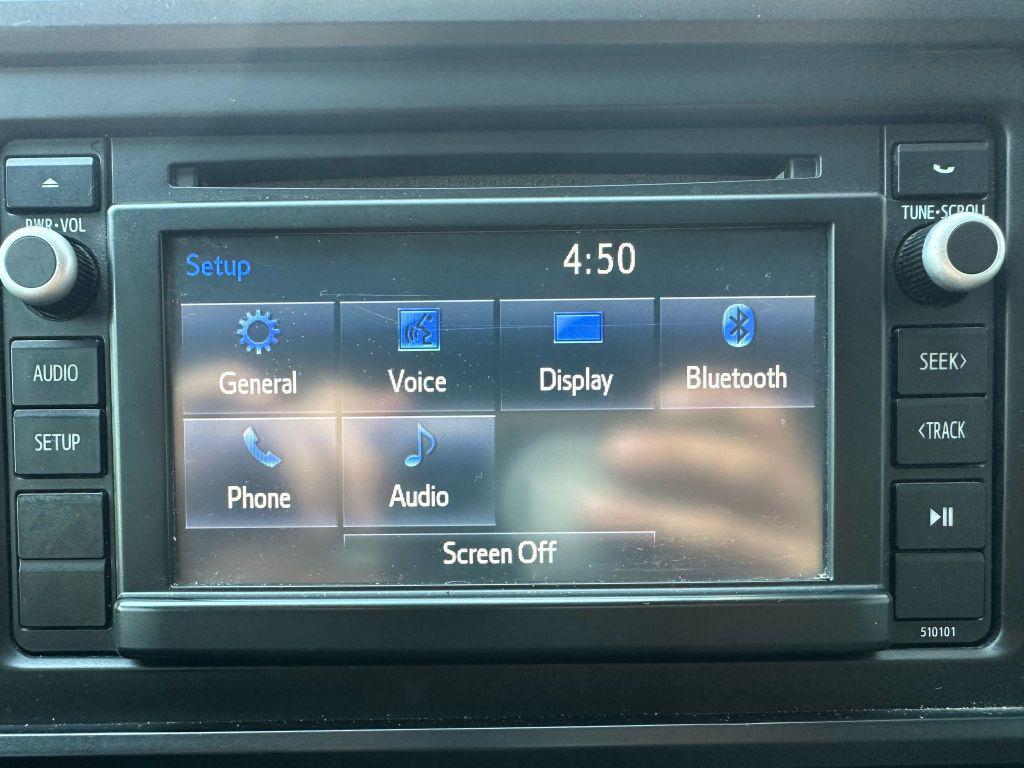 PWR•VOL
TUNE•SCROLL
Setup
4:50
General
Voice
Display
Bluetooth
AUDIO
SEEK>
SETUP
<TRACK
Phone
Audio
Screen Off
510101